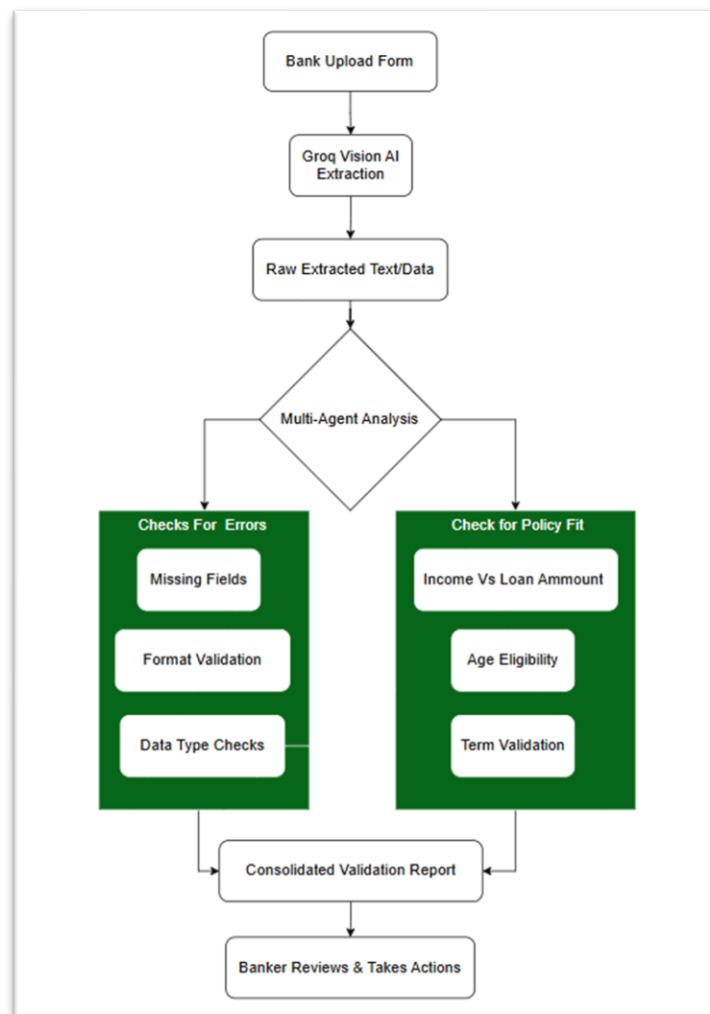 Bank Upload Form
Groq Vision AI
Extraction
Raw Extracted Text/Data
Multi-Agent Analysis
Checks For Errors
Missing Fields
Format Validation
Data Type Checks
Check for Policy Fit
Income Vs Loan Ammount
Age Eligibility
Term Validation
Consolidated Validation Report
Banker Reviews & Takes Actions